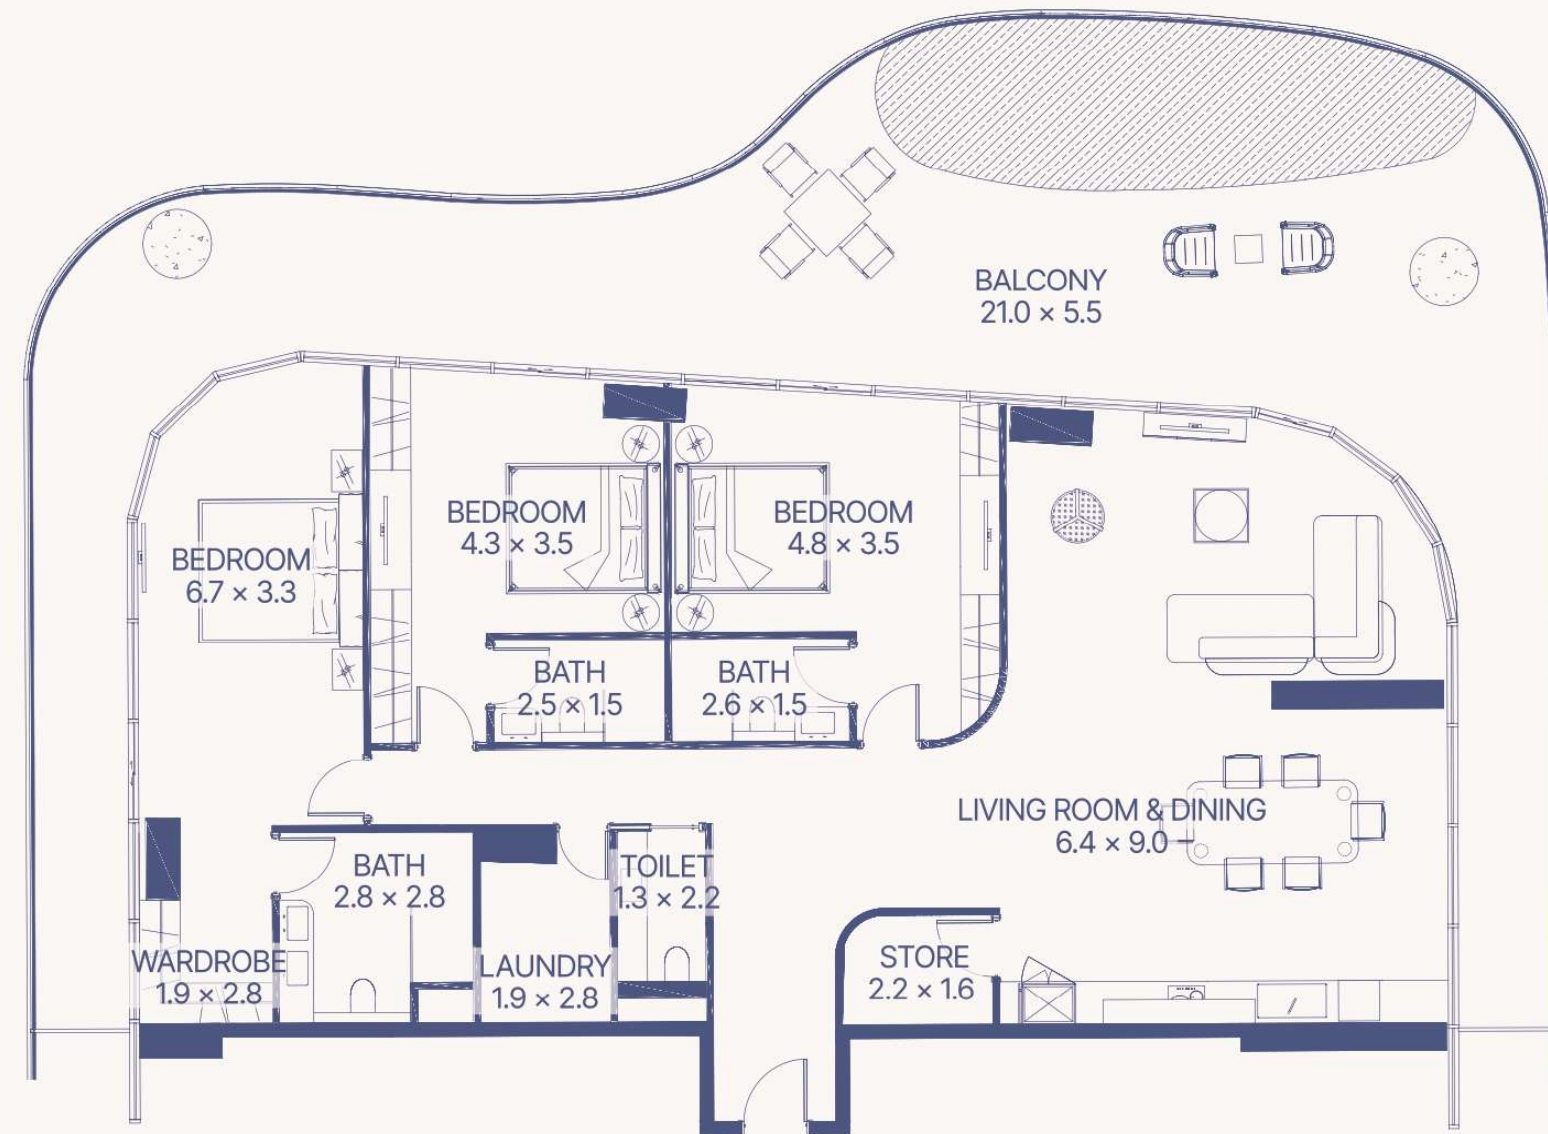 BALCONY
21.0 × 5.5
BEDROOM
6.7 × 3.3
BEDROOM
4.3 × 3.5
BEDROOM
4.8 × 3.5
BATH
2.5 × 1.5
BATH
2.6 × 1.5
LIVING ROOM & DINING
6.4 × 9.0
BATH
2.8 × 2.8
TOILET
1.3 × 2.2
WARDROBE
1.9 × 2.8
LAUNDRY
1.9 × 2.8
STORE
2.2 × 1.6